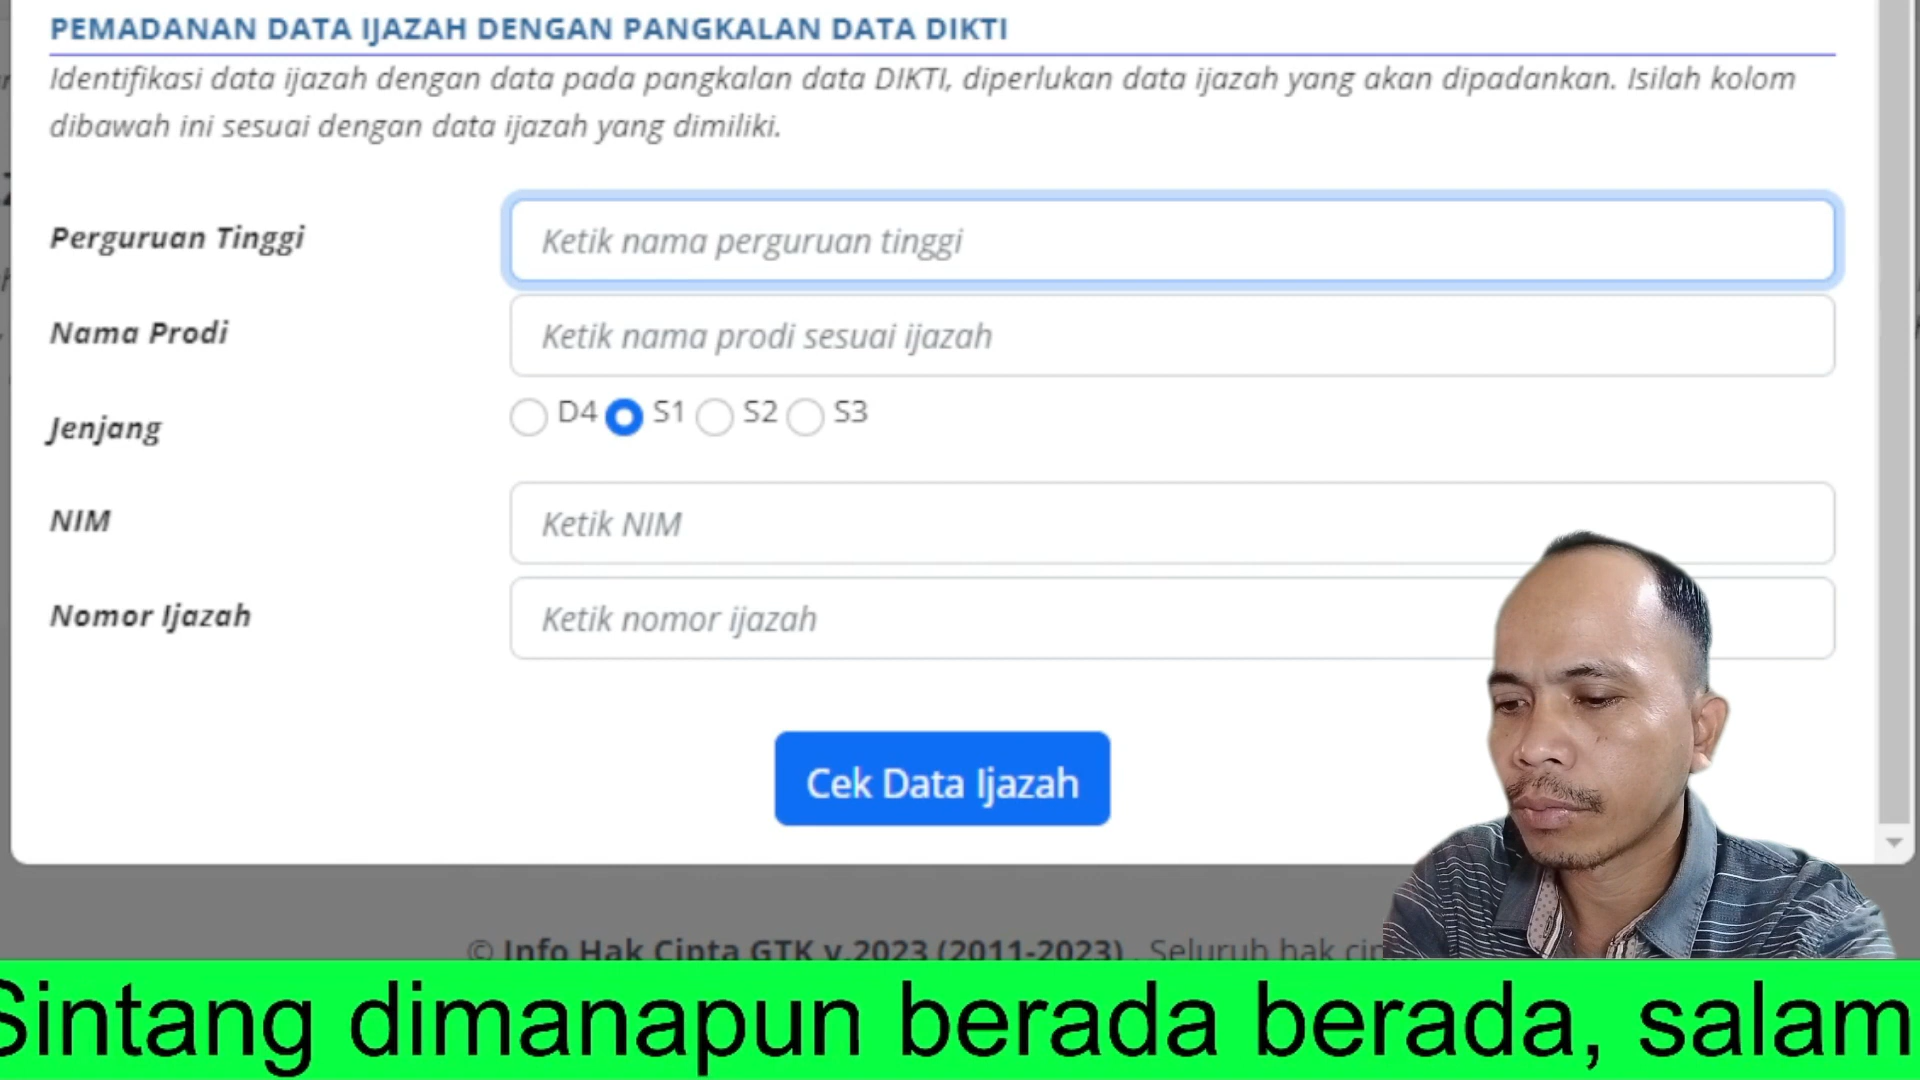 PEMADANAN DATA IJAZAH DENGAN PANGKALAN DATA DIKTI
Identifikasi data ijazah dengan data pada pangkalan data DIKTI, diperlukan data ijazah yang akan dipadankan. Isilah kolom
dibawah ini sesuai dengan data ijazah yang dimiliki.
Perguruan Tinggi
Ketik nama perguruan tinggi
Nama Prodi
Ketik nama prodi sesuai ijazah
Jenjang
D4 S1 S2 S3
NIM
Ketik NIM
Nomor Ijazah
Ketik nomor ijazah
Cek Data Ijazah
© Info Hak Cipta GTK v.2023 (2011-2023) . Seluruh hak cip
Sintang dimanapun berada berada, salam